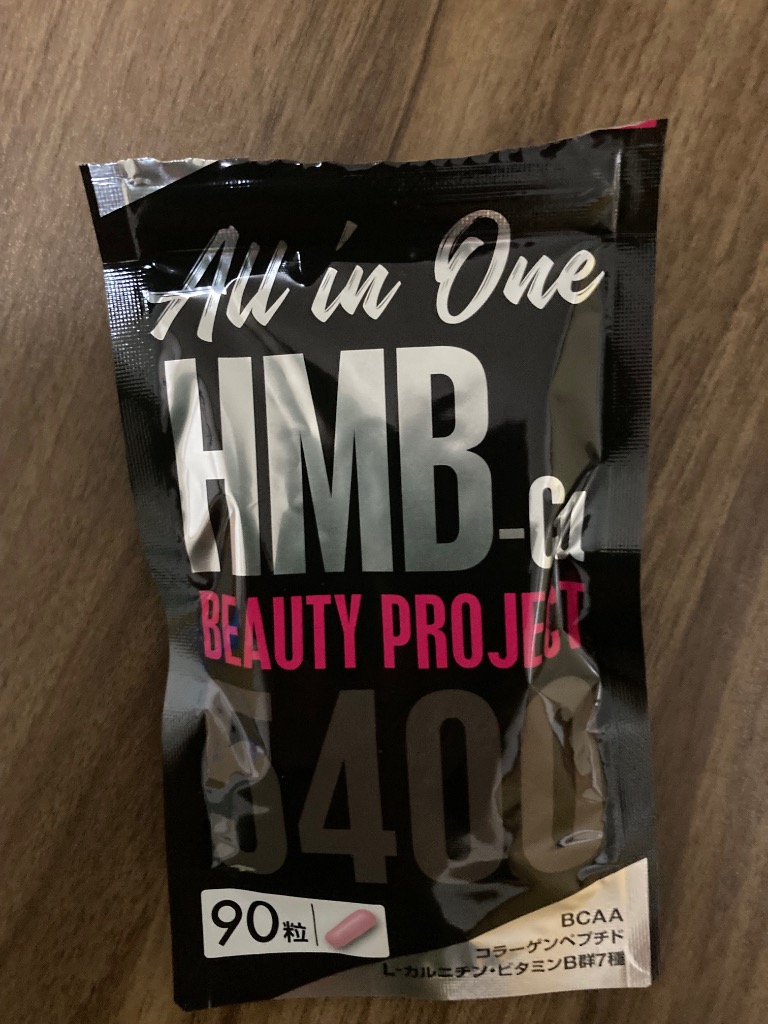 All in One
HMB-Ca
BEAUTY PROJECT
5400
90粒
BCAA
コラーゲンペプチド
L-カルニチン・ビタミンB群7種